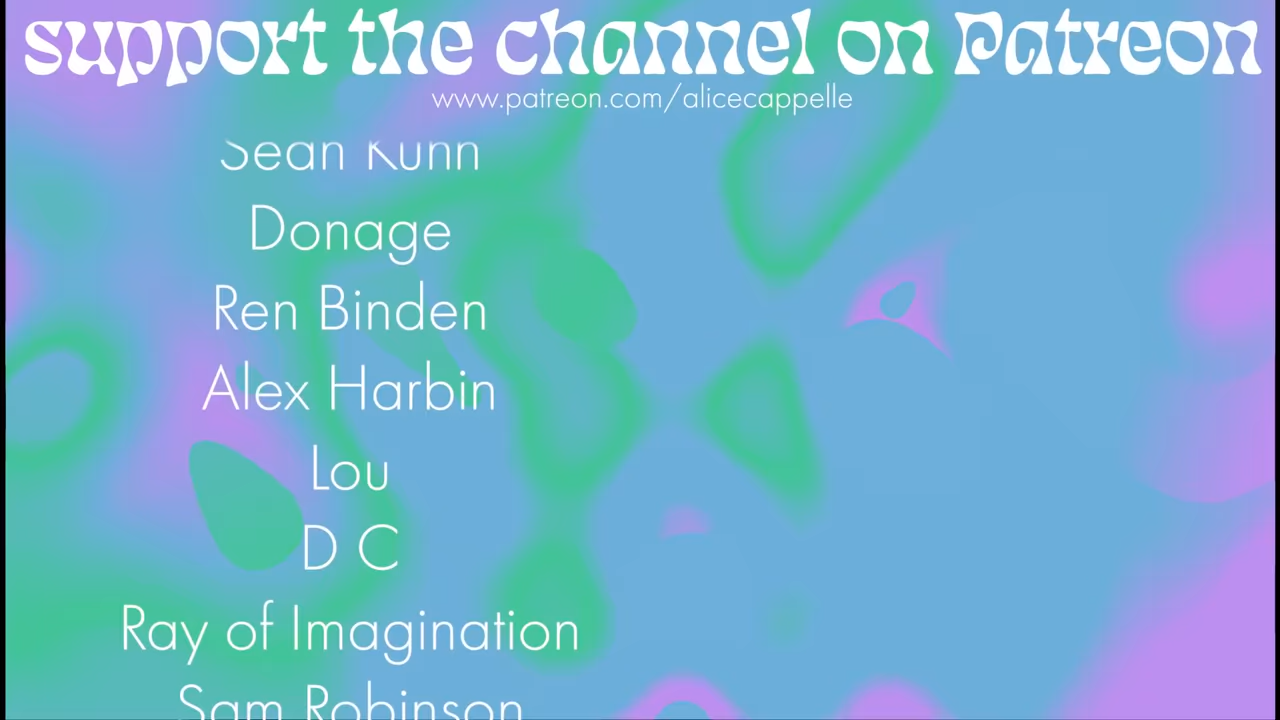 support the channel on Patreon
www.patreon.com/alicecappelle
Sean Kunn
Donage
Ren Binden
Alex Harbin
Lou
D C
Ray of Imagination
Sam Robinson